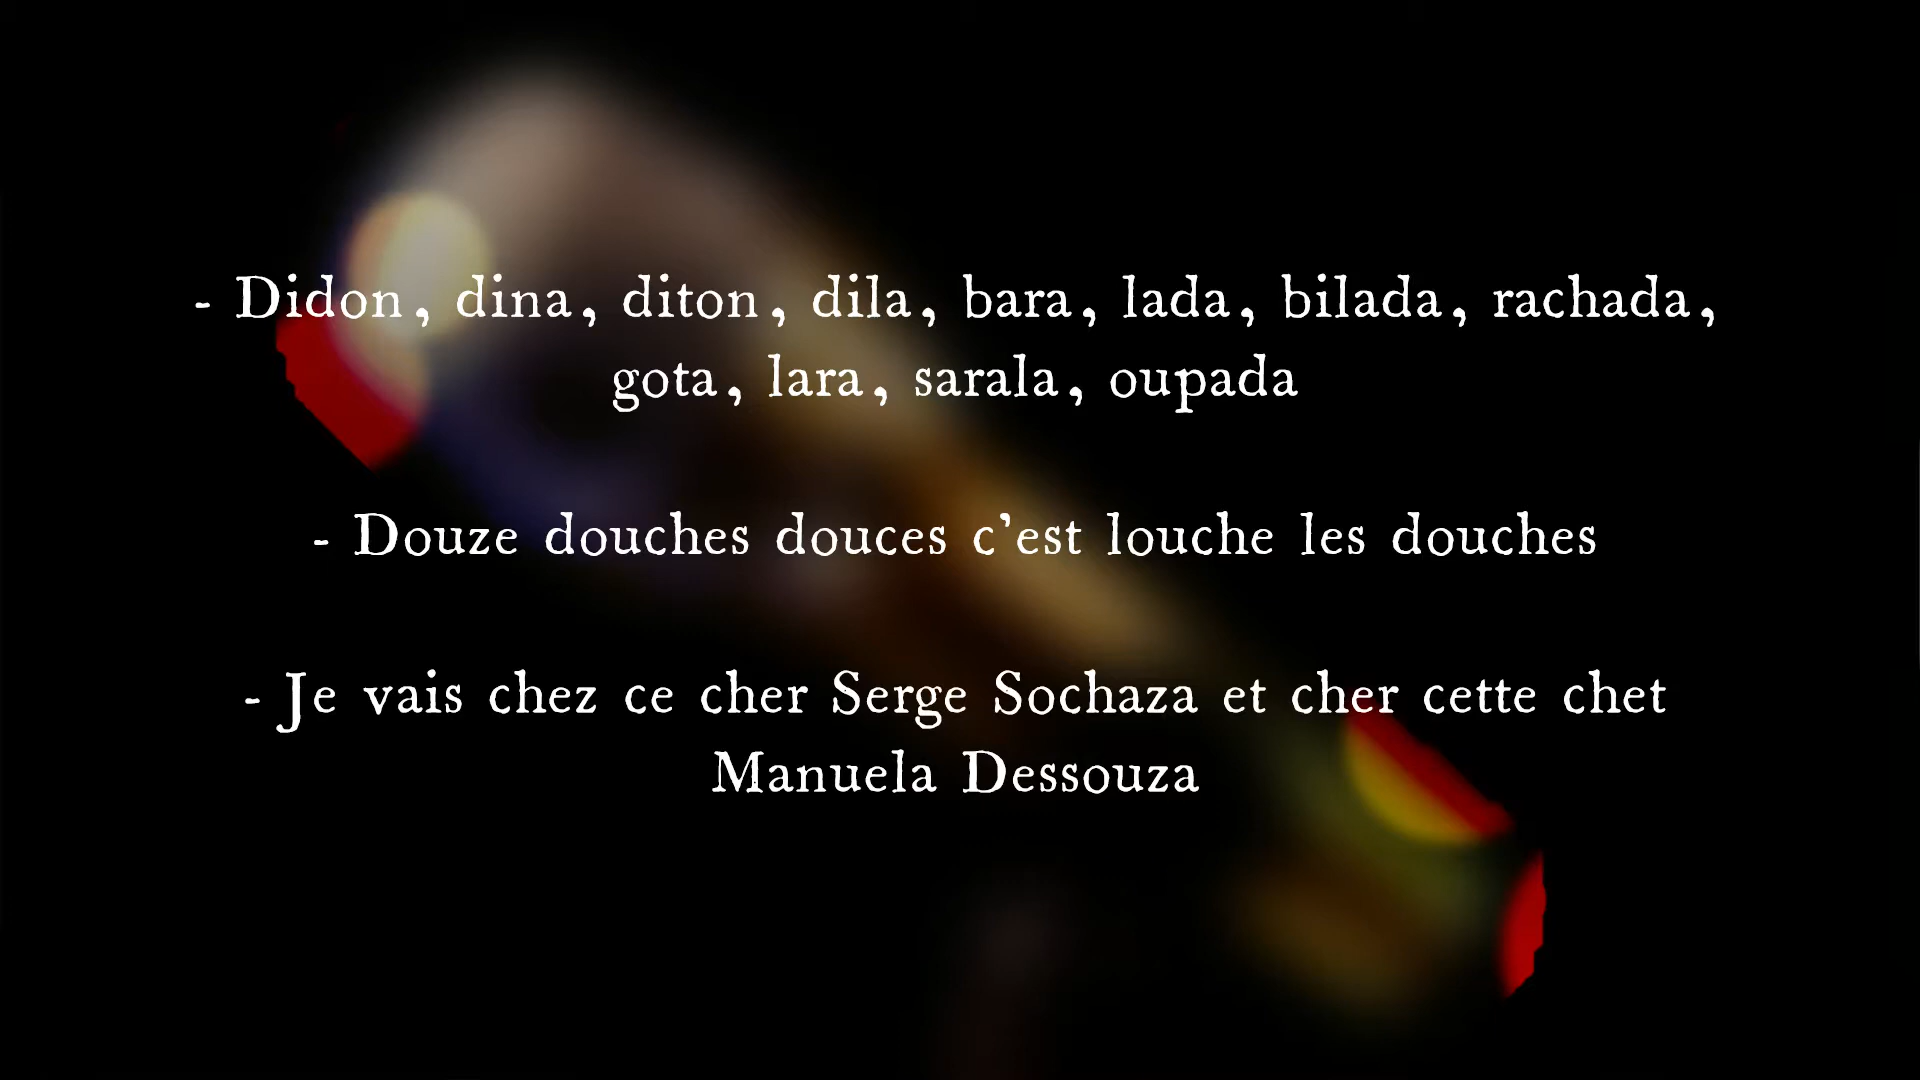 - Didon, dina, diton, dila, bara, lada, bilada, rachada,
gota, lara, sarala, oupada
- Douze douches douces c'est louche les douches
- Je vais chez ce cher Serge Sochaza et cher cette chet
Manuela Dessouza